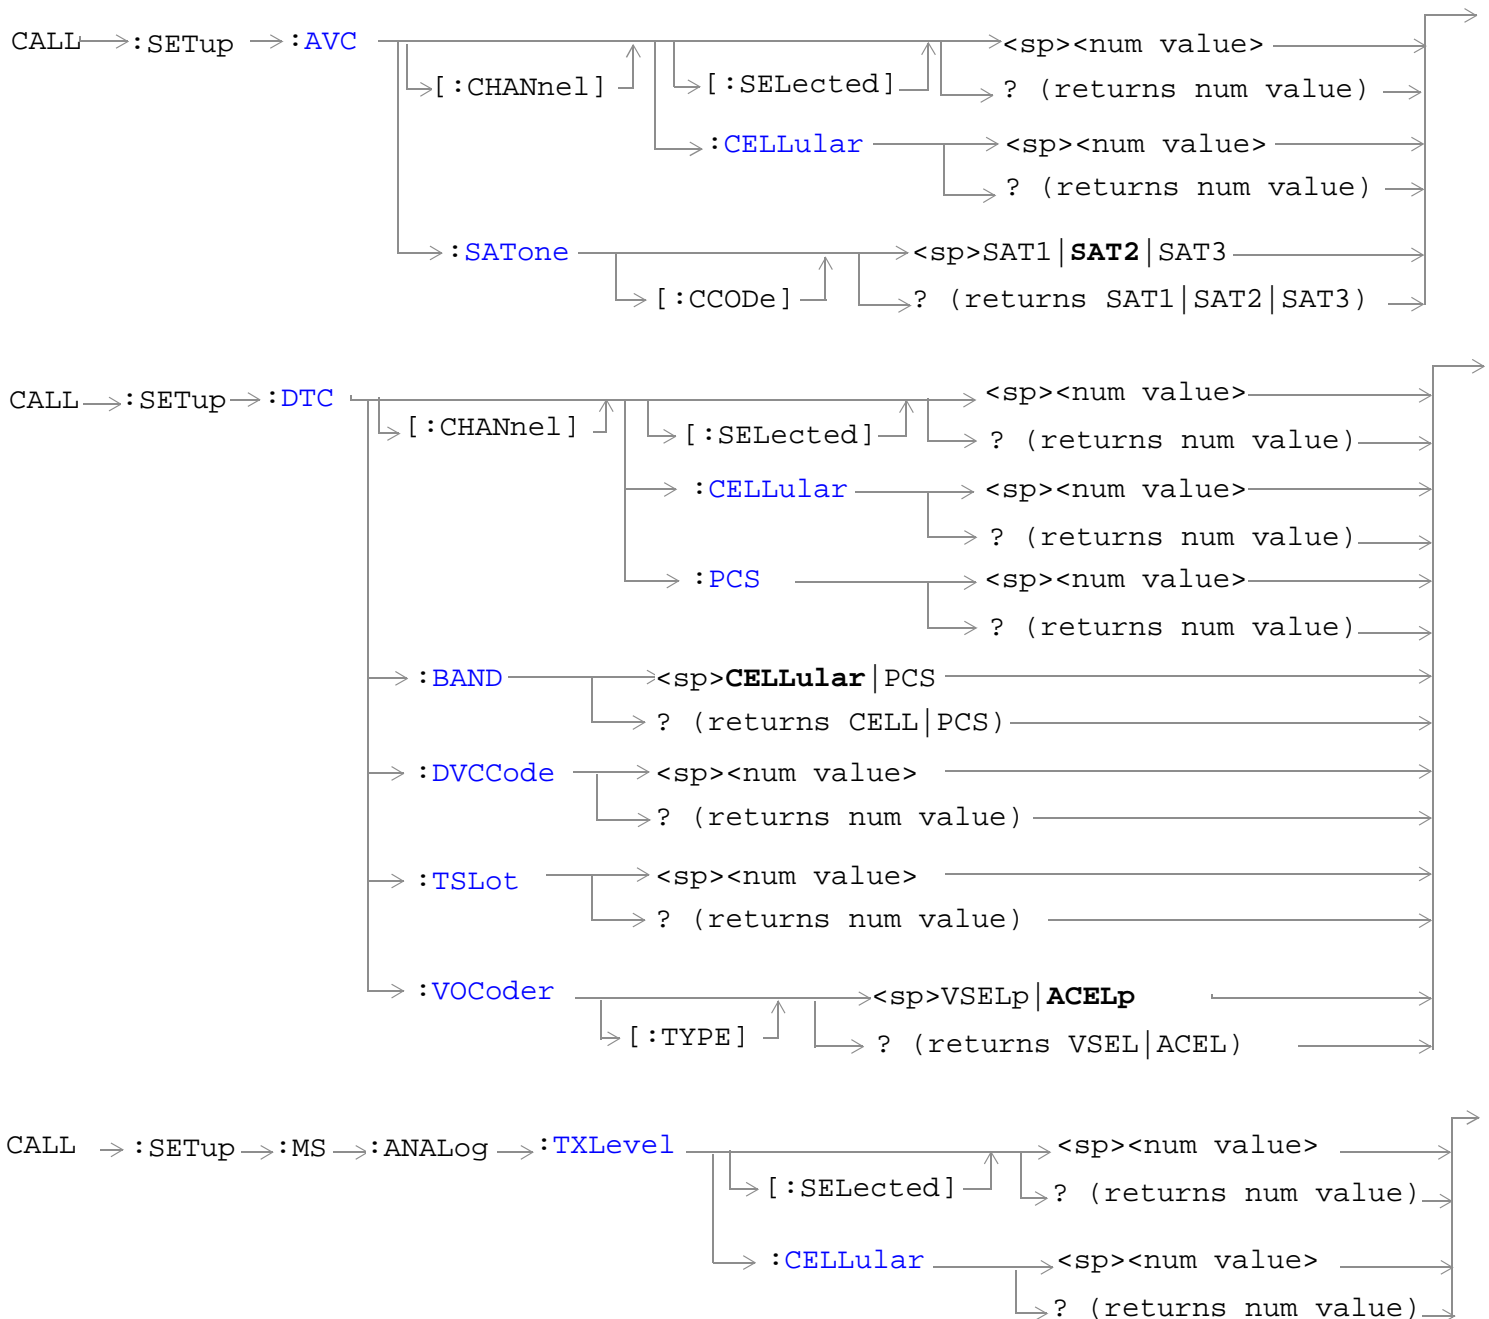 CALL :SETup :AVC <sp><num value>
[:CHANnel] [:SELected] ? (returns num value)
:CELLular <sp><num value>
? (returns num value)
:SATone <sp>SAT1|SAT2|SAT3
[:CCODe] ? (returns SAT1|SAT2|SAT3)
CALL :SETup :DTC <sp><num value>
[:CHANnel] [:SELected] ? (returns num value)
:CELLular <sp><num value>
? (returns num value)
:PCS <sp><num value>
? (returns num value)
:BAND <sp>CELLular|PCS
? (returns CELL|PCS)
:DVCCode <sp><num value>
? (returns num value)
:TSLot <sp><num value>
? (returns num value)
:VOCoder <sp>VSELp|ACELp
[:TYPE] ? (returns VSEL|ACEL)
CALL :SETup :MS :ANALog :TXLevel <sp><num value>
[:SELected] ? (returns num value)
:CELLular <sp><num value>
? (returns num value)